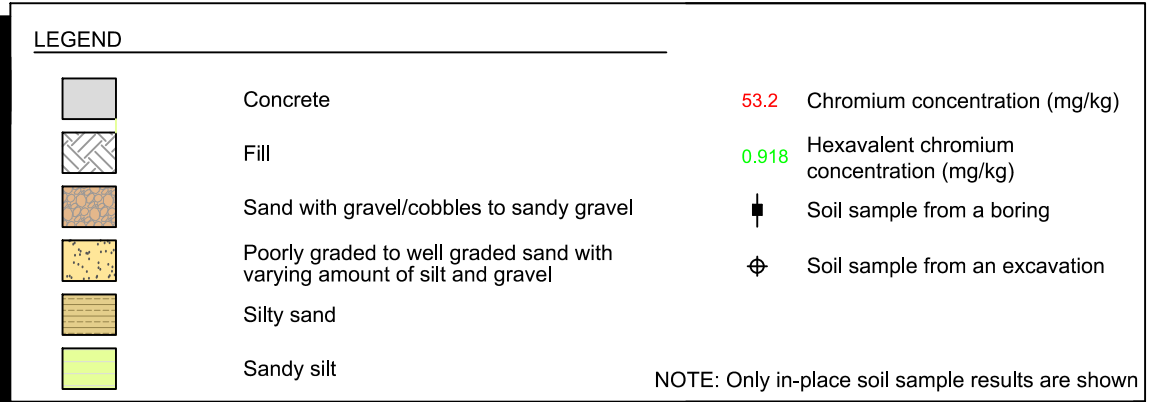 LEGEND
Concrete
Fill
Sand with gravel/cobbles to sandy gravel
Poorly graded to well graded sand with
varying amount of silt and gravel
Silty sand
Sandy silt
53.2 Chromium concentration (mg/kg)
0.918 Hexavalent chromium
concentration (mg/kg)
Soil sample from a boring
Soil sample from an excavation
NOTE: Only in-place soil sample results are shown